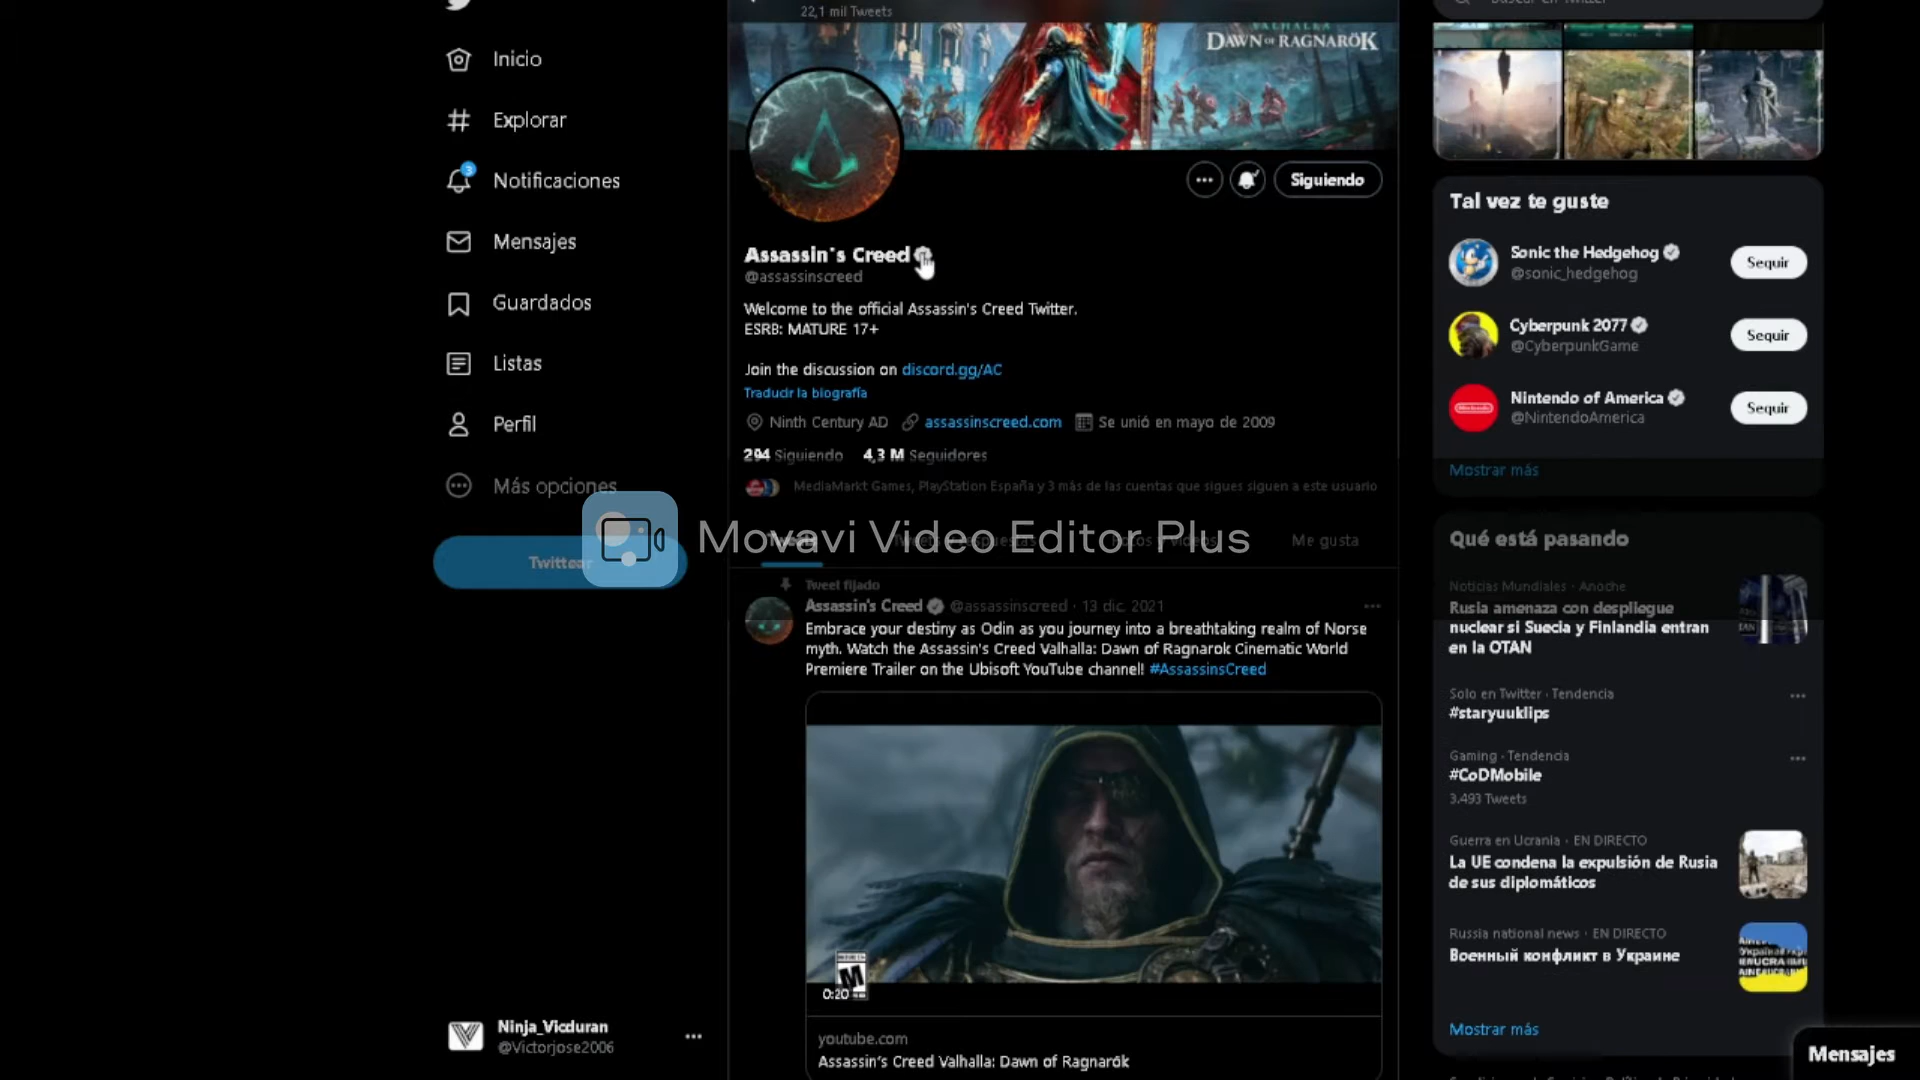 Inicio
Explorar
3
Notificaciones
Mensajes
Guardados
Listas
Perfil
Más opciones
Twittear
Ninja_Vicduran
@Victorjose2006
22,1 mil Tweets
VALHALLA
DAWN OF RAGNARÖK
Siguiendo
Assassin's Creed
@assassinscreed
Welcome to the official Assassin's Creed Twitter.
ESRB: MATURE 17+
Join the discussion on discord.gg/AC
Traducir la biografía
Ninth Century AD assassinscreed.com Se unió en mayo de 2009
294 Siguiendo 4,3 M Seguidores
MediaMarkt Games, PlayStation España y 3 más de las cuentas que sigues siguen a este usuario
Movavi Video Editor Plus
Me gusta
Tweet fijado
Assassin's Creed @assassinscreed · 13 dic. 2021
Embrace your destiny as Odin as you journey into a breathtaking realm of Norse
myth. Watch the Assassin's Creed Valhalla: Dawn of Ragnarok Cinematic World
Premiere Trailer on the Ubisoft YouTube channel! #AssassinsCreed
M
0:20
youtube.com
Assassin's Creed Valhalla: Dawn of Ragnarök
Buscar en Twitter
Tal vez te guste
Sonic the Hedgehog
@sonic_hedgehog
Seguir
Cyberpunk 2077
@CyberpunkGame
Seguir
Nintendo of America
@NintendoAmerica
Seguir
Mostrar más
Qué está pasando
Noticias Mundiales · Anoche
Rusia amenaza con despliegue
nuclear si Suecia y Finlandia entran
en la OTAN
Solo en Twitter · Tendencia
#staryuuklips
Gaming · Tendencia
#CoDMobile
3.493 Tweets
Guerra en Ucrania · EN DIRECTO
La UE condena la expulsión de Rusia
de sus diplomáticos
Russia national news · EN DIRECTO
Военный конфликт в Украине
Mostrar más
Mensajes